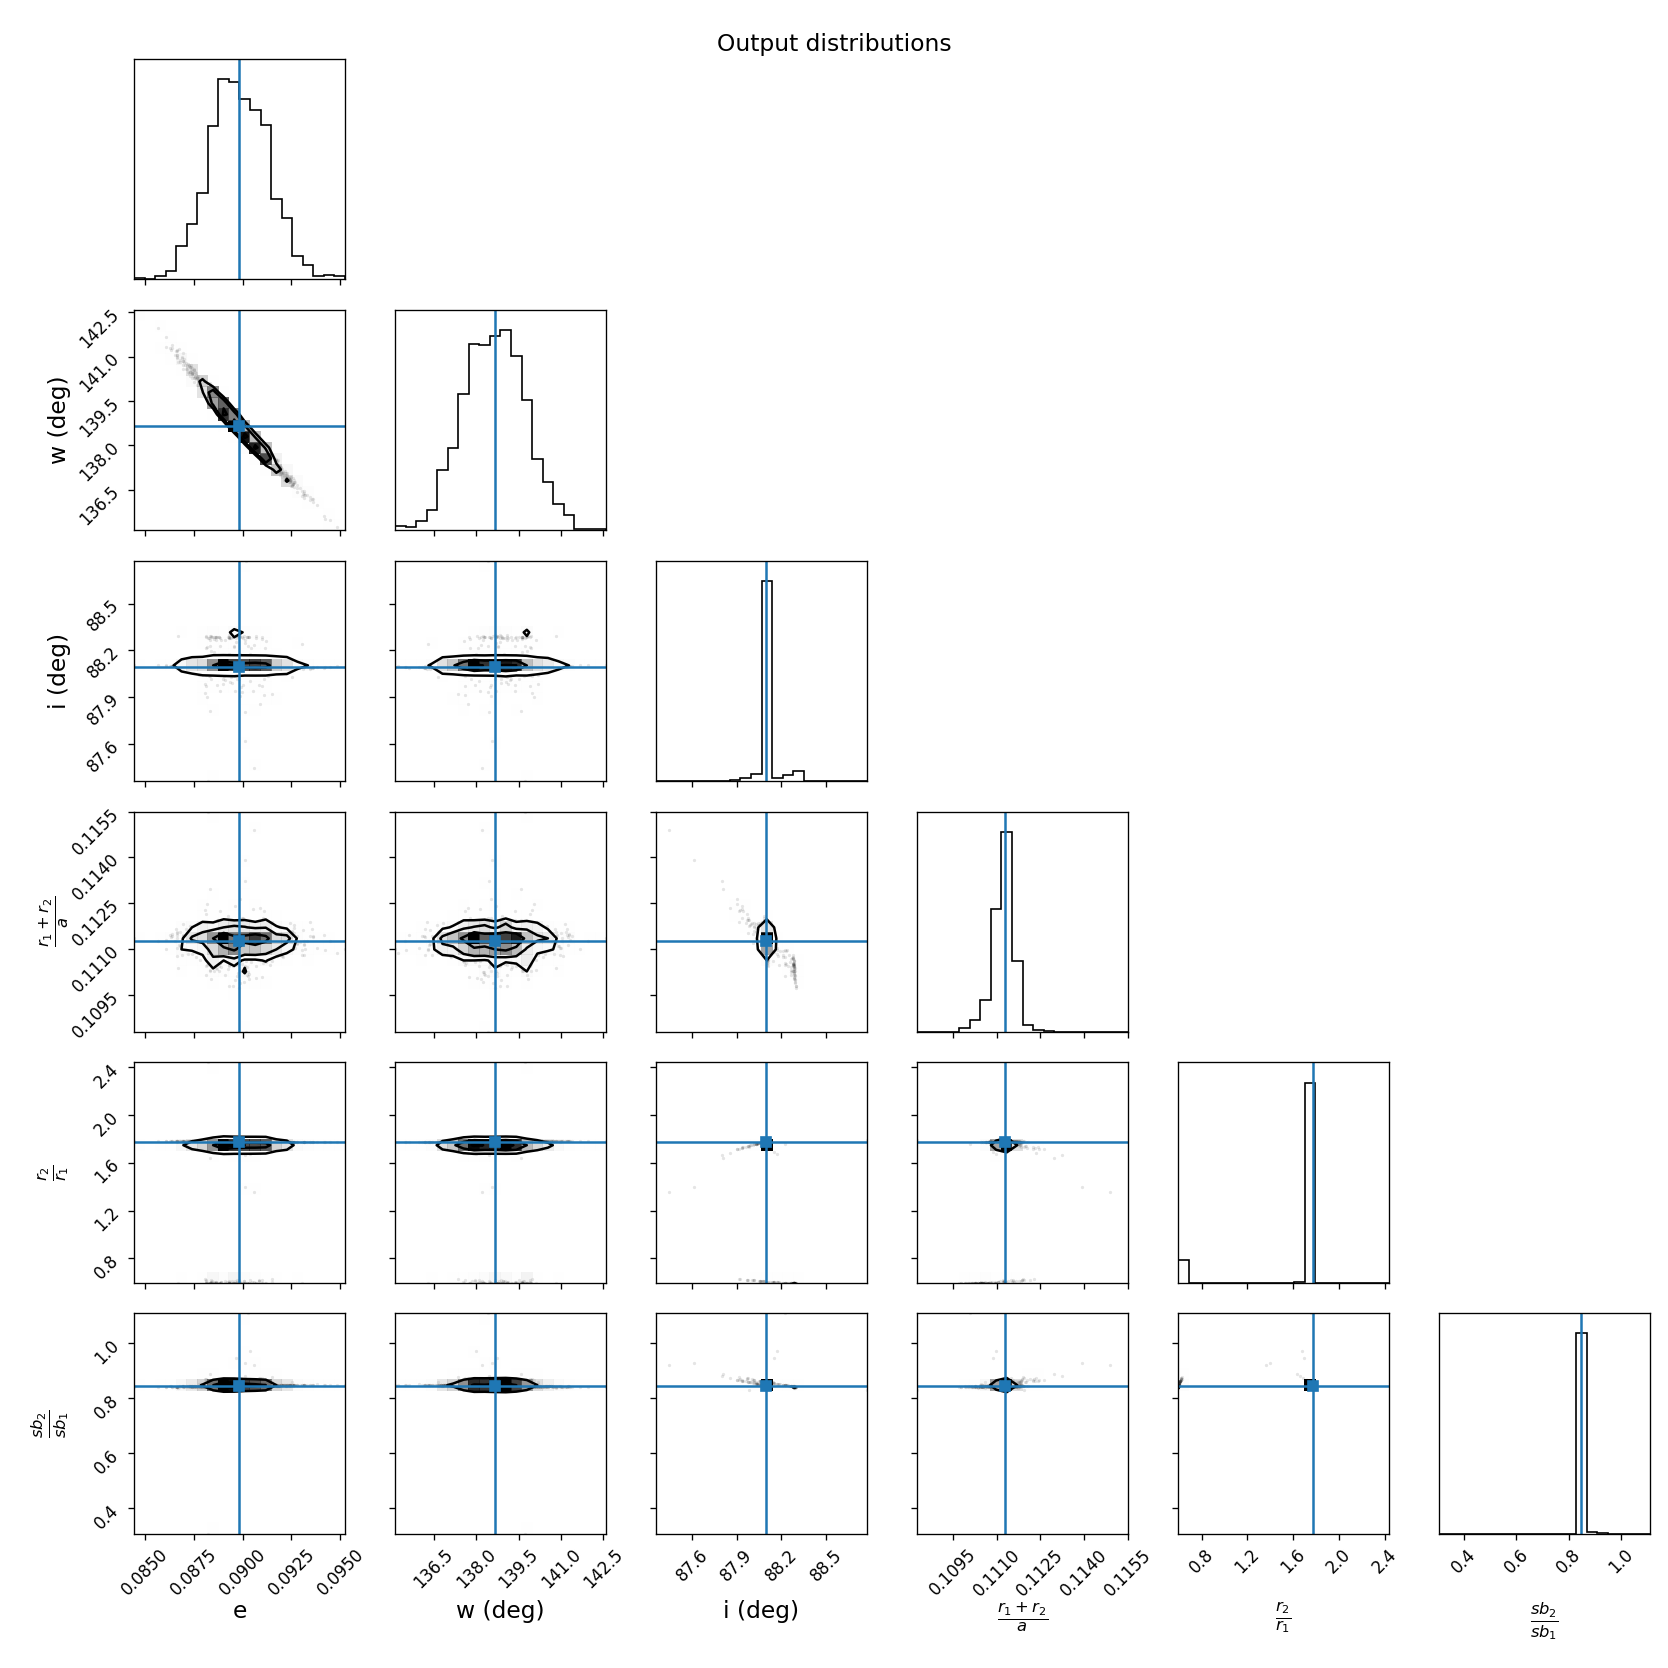 Output distributions
w (deg)
142.5
141.0
139.5
138.0
136.5
i (deg)
88.5
88.2
87.9
87.6
r₁ + r₂
a
0.1155
0.1140
0.1125
0.1110
0.1095
r₂
r₁
2.4
2.0
1.6
1.2
0.8
sb₂
sb₁
1.0
0.8
0.6
0.4
0.0850 0.0875 0.0900 0.0925 0.0950 136.5 138.0 139.5 141.0 142.5 87.6 87.9 88.2 88.5 0.1095 0.1110 0.1125 0.1140 0.1155 0.8 1.2 1.6 2.0 2.4 0.4 0.6 0.8 1.0
e w (deg) i (deg)
r₁ + r₂
a
r₂
r₁
sb₂
sb₁